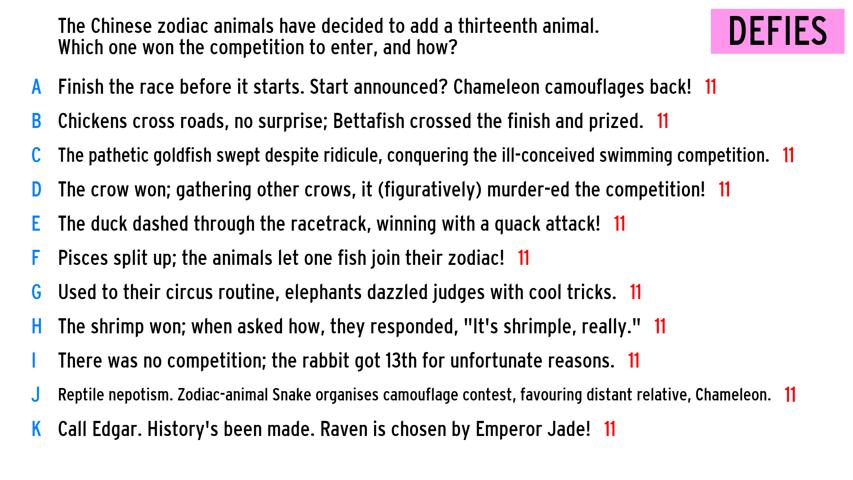 The Chinese zodiac animals have decided to add a thirteenth animal.
Which one won the competition to enter, and how?
DEFIES
A Finish the race before it starts. Start announced? Chameleon camouflages back! 11
B Chickens cross roads, no surprise; Bettafish crossed the finish and prized. 11
C The pathetic goldfish swept despite ridicule, conquering the ill-conceived swimming competition. 11
D The crow won; gathering other crows, it (figuratively) murder-ed the competition! 11
E The duck dashed through the racetrack, winning with a quack attack! 11
F Pisces split up; the animals let one fish join their zodiac! 11
G Used to their circus routine, elephants dazzled judges with cool tricks. 11
H The shrimp won; when asked how, they responded, "It's shrimple, really." 11
I There was no competition; the rabbit got 13th for unfortunate reasons. 11
J Reptile nepotism. Zodiac-animal Snake organises camouflage contest, favouring distant relative, Chameleon. 11
K Call Edgar. History's been made. Raven is chosen by Emperor Jade! 11